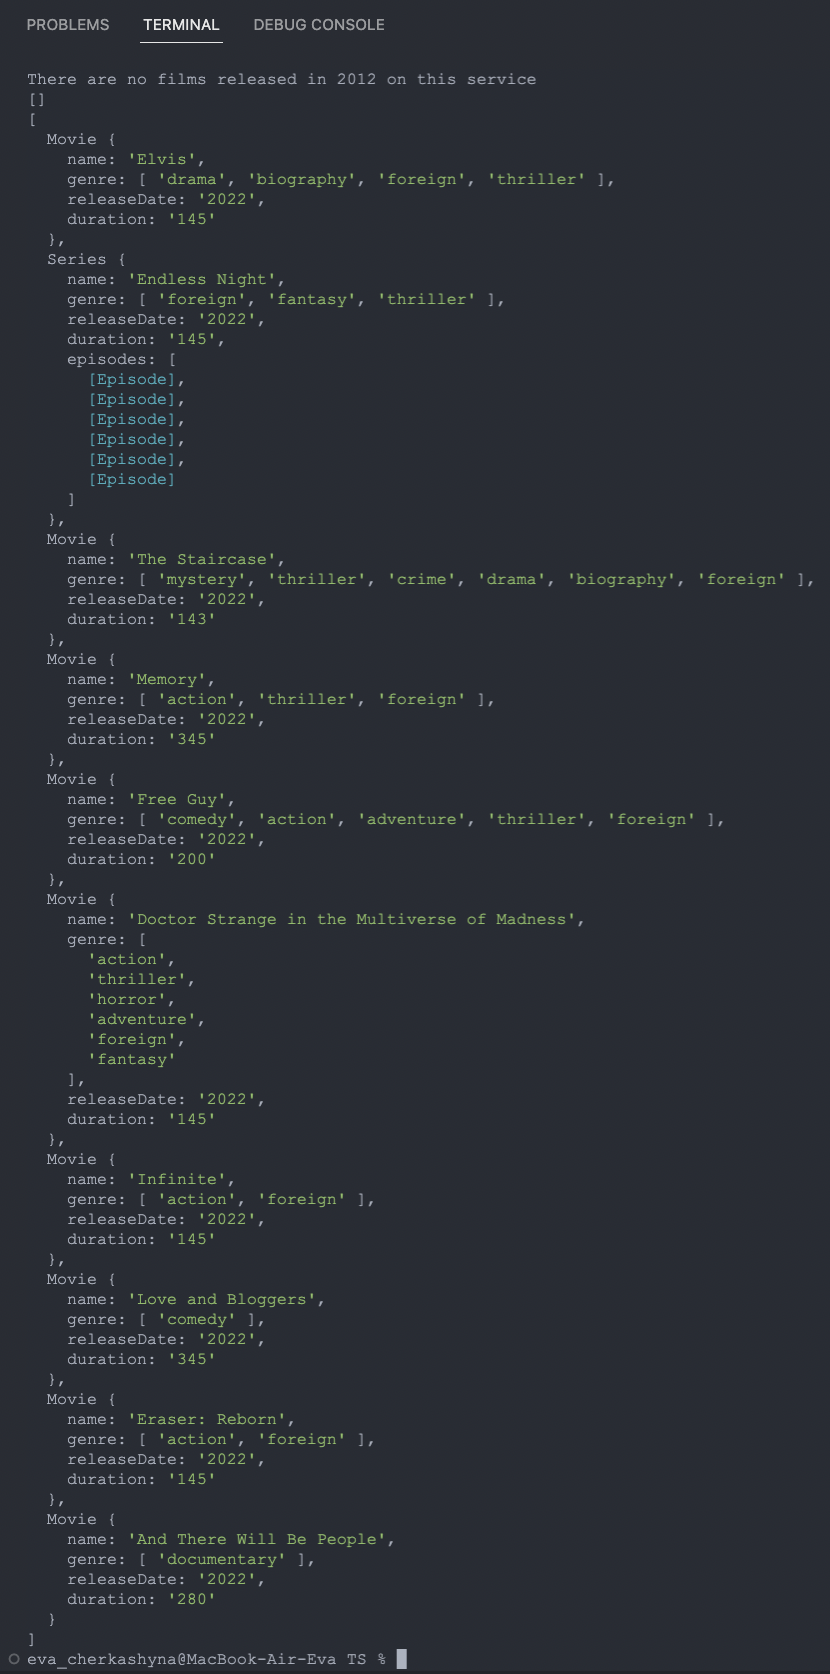 PROBLEMS TERMINAL DEBUG CONSOLE
There are no films released in 2012 on this service
[]
[
  Movie {
    name: 'Elvis',
    genre: [ 'drama', 'biography', 'foreign', 'thriller' ],
    releaseDate: '2022',
    duration: '145'
  },
  Series {
    name: 'Endless Night',
    genre: [ 'foreign', 'fantasy', 'thriller' ],
    releaseDate: '2022',
    duration: '145',
    episodes: [
      [Episode],
      [Episode],
      [Episode],
      [Episode],
      [Episode],
      [Episode]
    ]
  },
  Movie {
    name: 'The Staircase',
    genre: [ 'mystery', 'thriller', 'crime', 'drama', 'biography', 'foreign' ],
    releaseDate: '2022',
    duration: '143'
  },
  Movie {
    name: 'Memory',
    genre: [ 'action', 'thriller', 'foreign' ],
    releaseDate: '2022',
    duration: '345'
  },
  Movie {
    name: 'Free Guy',
    genre: [ 'comedy', 'action', 'adventure', 'thriller', 'foreign' ],
    releaseDate: '2022',
    duration: '200'
  },
  Movie {
    name: 'Doctor Strange in the Multiverse of Madness',
    genre: [
      'action',
      'thriller',
      'horror',
      'adventure',
      'foreign',
      'fantasy'
    ],
    releaseDate: '2022',
    duration: '145'
  },
  Movie {
    name: 'Infinite',
    genre: [ 'action', 'foreign' ],
    releaseDate: '2022',
    duration: '145'
  },
  Movie {
    name: 'Love and Bloggers',
    genre: [ 'comedy' ],
    releaseDate: '2022',
    duration: '345'
  },
  Movie {
    name: 'Eraser: Reborn',
    genre: [ 'action', 'foreign' ],
    releaseDate: '2022',
    duration: '145'
  },
  Movie {
    name: 'And There Will Be People',
    genre: [ 'documentary' ],
    releaseDate: '2022',
    duration: '280'
  }
]
eva_cherkashyna@MacBook-Air-Eva TS %